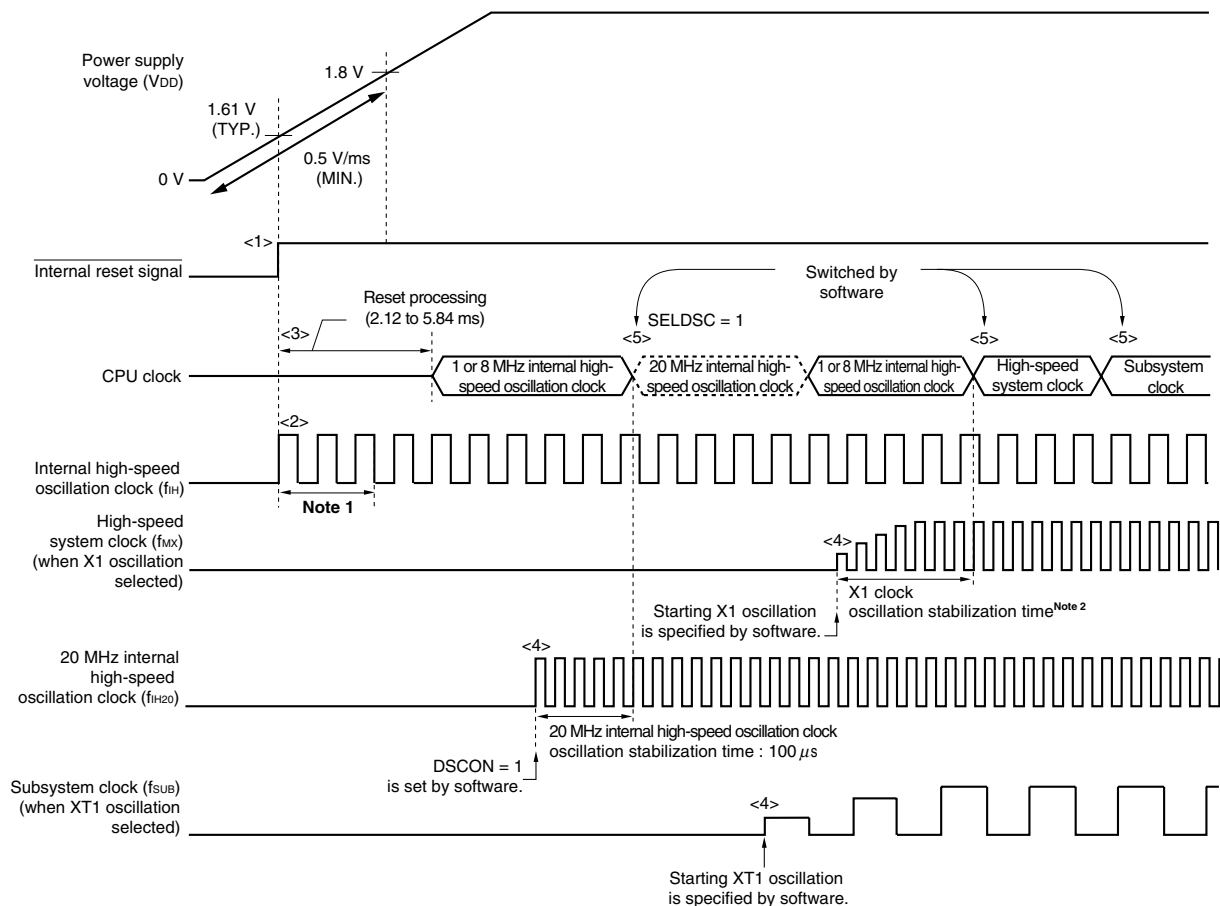 Power supply
voltage (VDD)
1.8 V
1.61 V
(TYP.)
0.5 V/ms
(MIN.)
0 V
<1>
Internal reset signal
Switched by
software
Reset processing
(2.12 to 5.84 ms)
<3>
<5>
SELDSC = 1
<5>
<5>
CPU clock
1 or 8 MHz internal high-
speed oscillation clock
20 MHz internal high-
speed oscillation clock
1 or 8 MHz internal high-
speed oscillation clock
High-speed
system clock
Subsystem
clock
<2>
Internal high-speed
oscillation clock (fIH)
Note 1
High-speed
system clock (fMX)
(when X1 oscillation
selected)
<4>
X1 clock
oscillation stabilization time Note 2
Starting X1 oscillation
is specified by software.
20 MHz internal
high-speed
oscillation clock (fIH20)
<4>
20 MHz internal high-speed oscillation clock
oscillation stabilization time : 100 μs
DSCON = 1
is set by software.
Subsystem clock (fSUB)
(when XT1 oscillation
selected)
<4>
Starting XT1 oscillation
is specified by software.